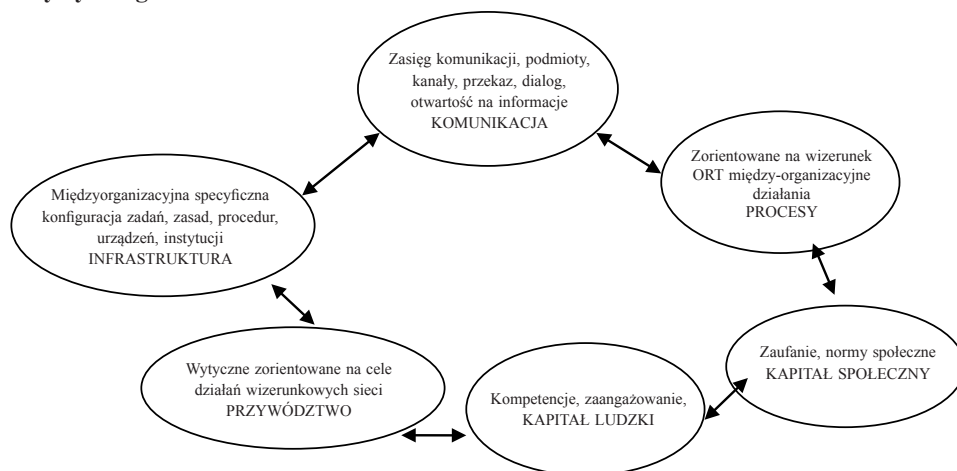 Zasięg komunikacji, podmioty,
kanały, przekaz, dialog,
otwartość na informacje
KOMUNIKACJA
Zorientowane na wizerunek
ORT między-organizacyjne
działania
PROCESY
Międzyorganizacyjna specyficzna
konfiguracja zadań, zasad, procedur,
urządzeń, instytucji
INFRASTRUKTURA
Zaufanie, normy społeczne
KAPITAŁ SPOŁECZNY
Wytyczne zorientowane na cele
działań wizerunkowych sieci
PRZYWÓDZTWO
Kompetencje, zaangażowanie,
KAPITAŁ LUDZKI